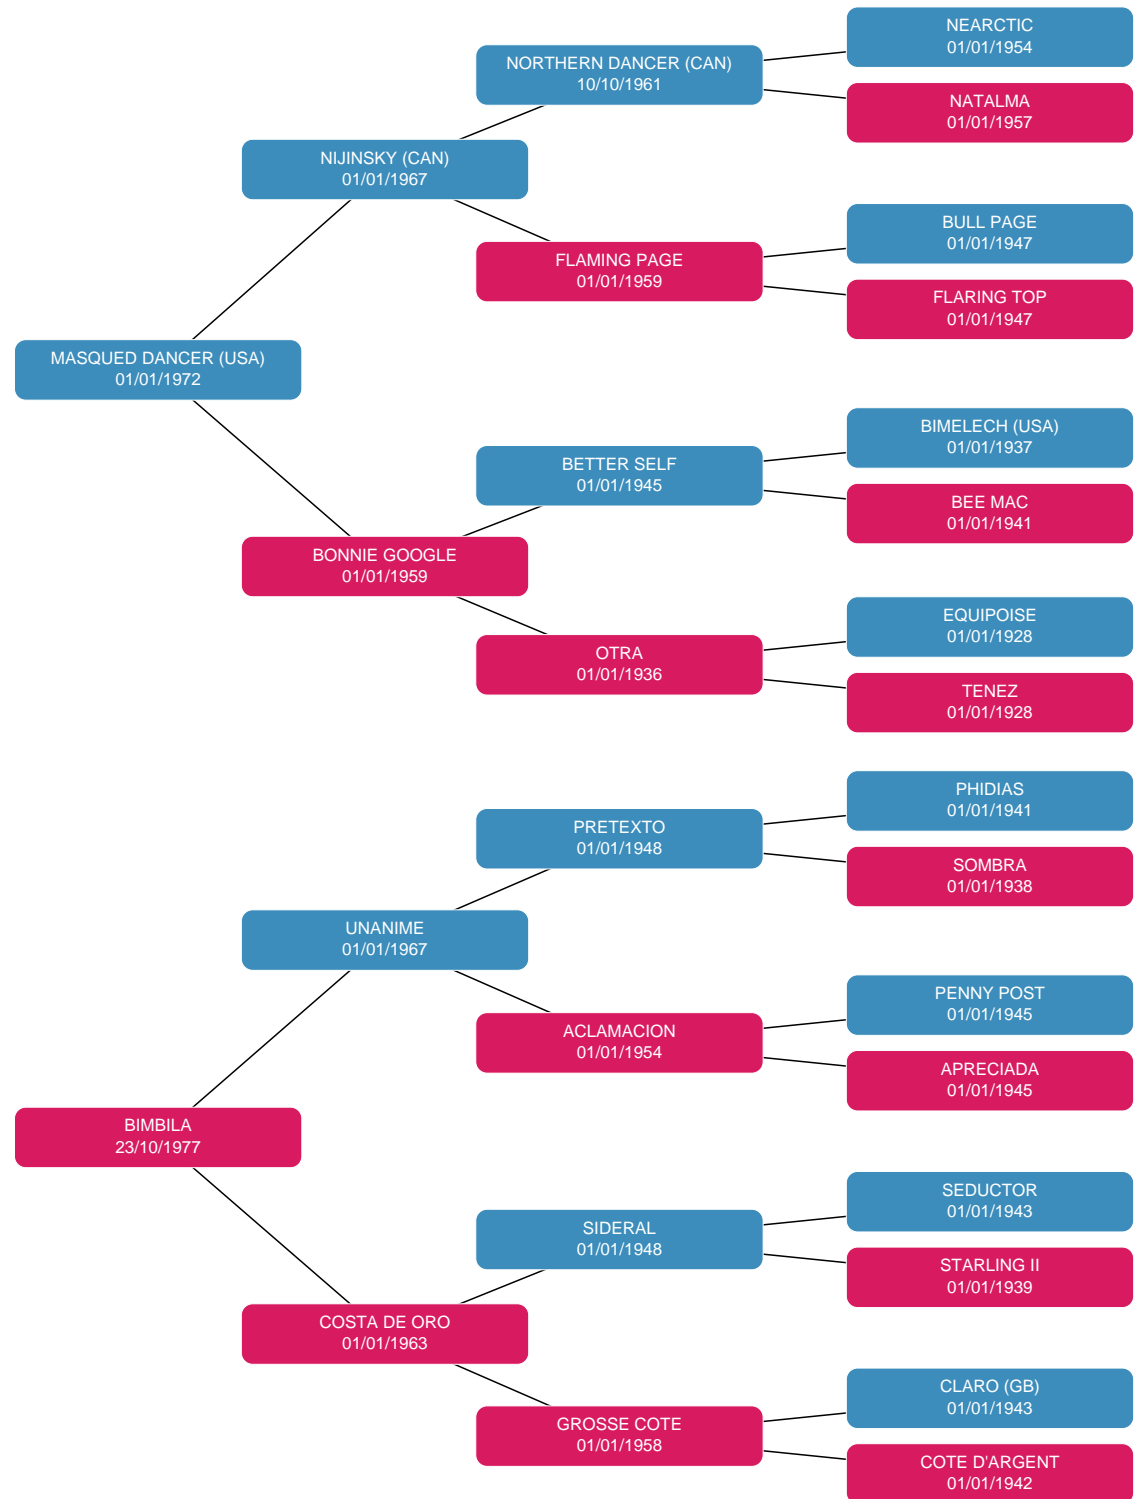 NEARCTIC
01/01/1954
NORTHERN DANCER (CAN)
10/10/1961
NATALMA
01/01/1957
NIJINSKY (CAN)
01/01/1967
BULL PAGE
01/01/1947
FLAMING PAGE
01/01/1959
FLARING TOP
01/01/1947
MASQUED DANCER (USA)
01/01/1972
BIMELECH (USA)
01/01/1937
BETTER SELF
01/01/1945
BEE MAC
01/01/1941
BONNIE GOOGLE
01/01/1959
EQUIPOISE
01/01/1928
OTRA
01/01/1936
TENEZ
01/01/1928
PHIDIAS
01/01/1941
PRETEXTO
01/01/1948
SOMBRA
01/01/1938
UNANIME
01/01/1967
PENNY POST
01/01/1945
ACLAMACION
01/01/1954
APRECIADA
01/01/1945
BIMBILA
23/10/1977
SEDUCTOR
01/01/1943
SIDERAL
01/01/1948
STARLING II
01/01/1939
COSTA DE ORO
01/01/1963
CLARO (GB)
01/01/1943
GROSSE COTE
01/01/1958
COTE D'ARGENT
01/01/1942